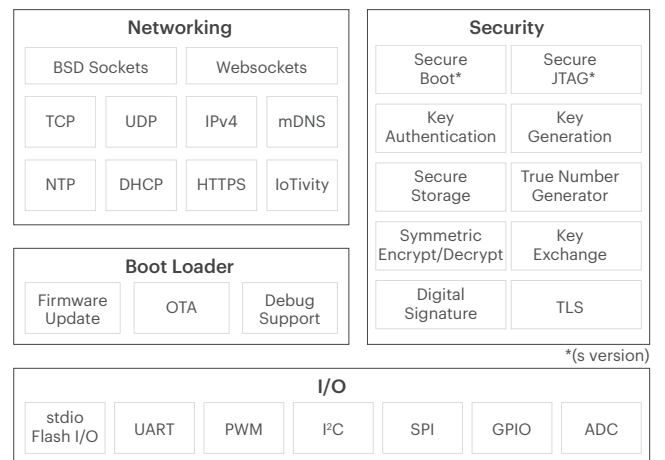 Networking
BSD Sockets
Websockets
TCP
UDP
IPv4
mDNS
NTP
DHCP
HTTPS
IoTivity
Boot Loader
Firmware
Update
OTA
Debug
Support
Security
Secure
Boot*
Secure
JTAG*
Key
Authentication
Key
Generation
Secure
Storage
True Number
Generator
Symmetric
Encrypt/Decrypt
Key
Exchange
Digital
Signature
TLS
*(s version)
I/O
stdio
Flash I/O
UART
PWM
I²C
SPI
GPIO
ADC